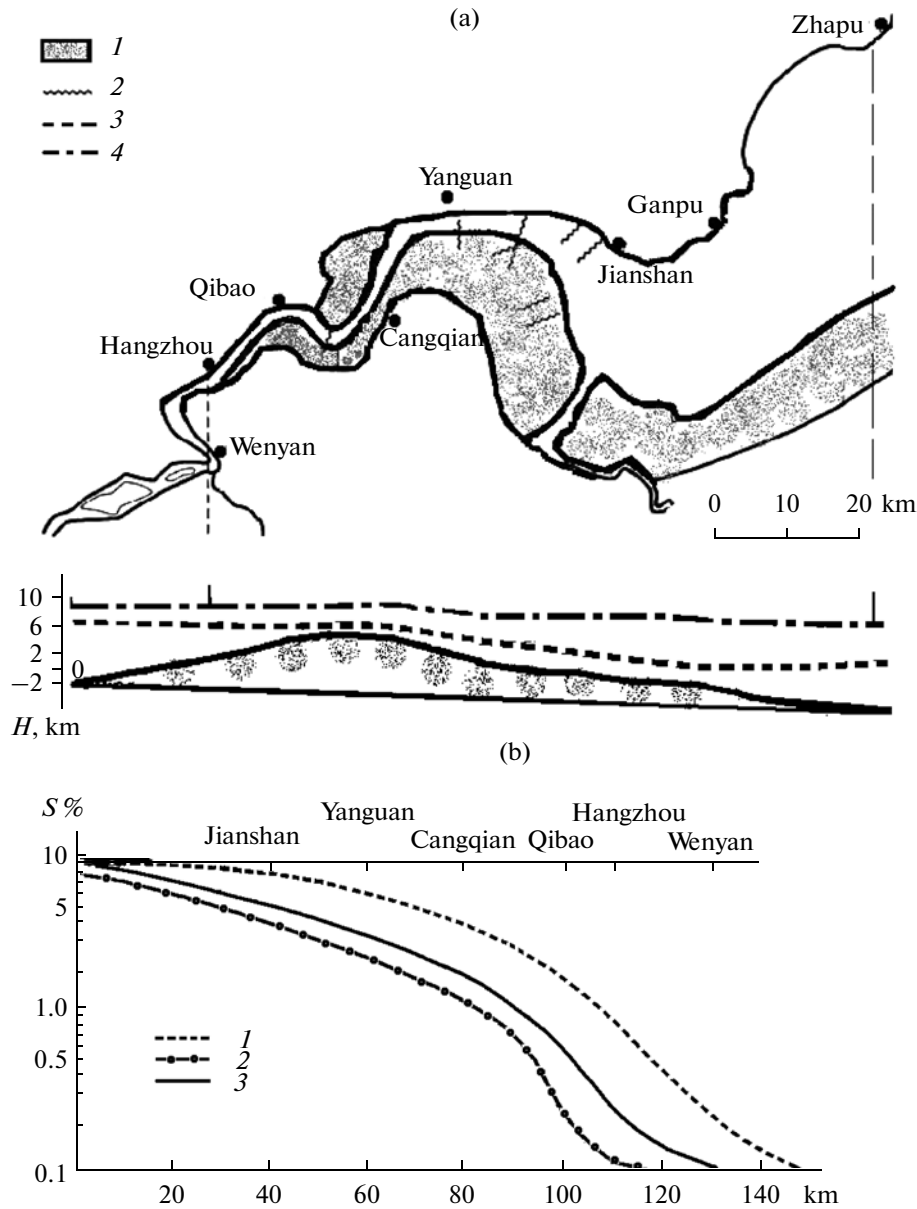 (a)
Zhapu
1
2
3
4
Yanguan
Ganpu
Jianshan
Qibao
Cangqian
Hangzhou
Wenyan
0 10 20 km
10
6
2
0
−2
H, km
(b)
S %
Yanguan Hangzhou
Jianshan Cangqian Qibao Wenyan
10
5
1.0
0.5
0.1
1
2
3
20 40 60 80 100 120 140 km